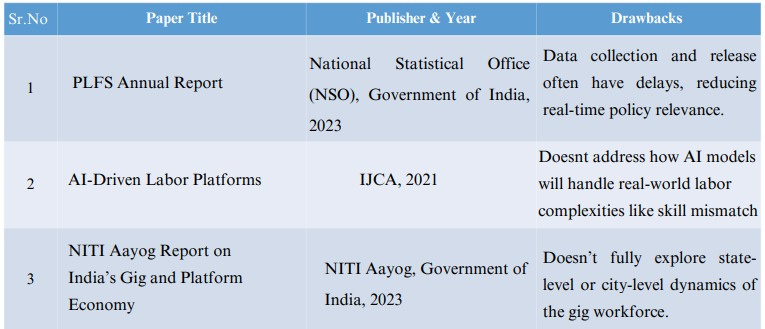 Sr.No Paper Title Publisher & Year Drawbacks
1 PLFS Annual Report
National Statistical Office
(NSO), Government of India,
2023
Data collection and release
often have delays, reducing
real-time policy relevance.
2 AI-Driven Labor Platforms IJCA, 2021
Doesnt address how AI models
will handle real-world labor
complexities like skill mismatch
3
NITI Aayog Report on
India’s Gig and Platform
Economy
NITI Aayog, Government of
India, 2023
Doesn’t fully explore state-
level or city-level dynamics of
the gig workforce.